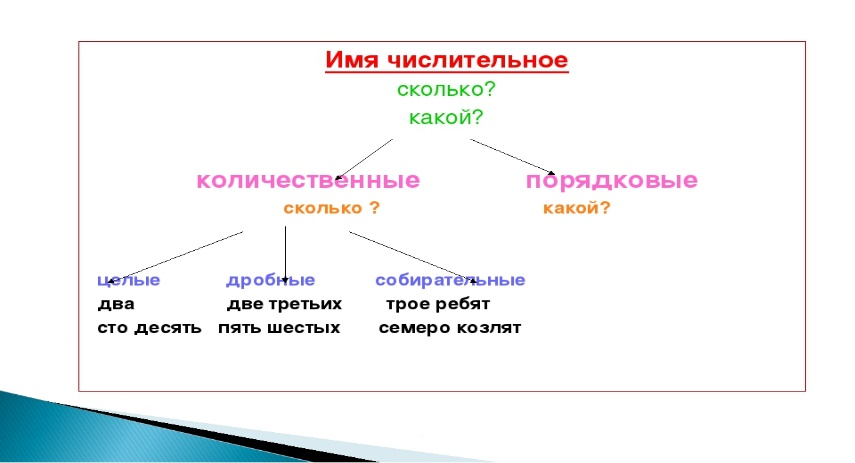 Имя числительное
сколько?
какой?
количественные порядковые
сколько ? какой?
целые дробные собирательные
два две третьих трое ребят
сто десять пять шестых семеро козлят